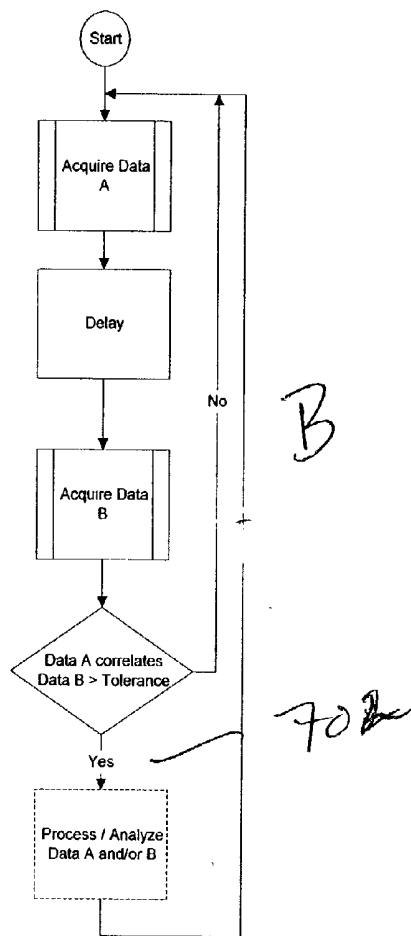 Start
Acquire Data
A
Delay
No
B
Acquire Data
B
Data A correlates
Data B > Tolerance
Yes
Process / Analyze
Data A and/or B